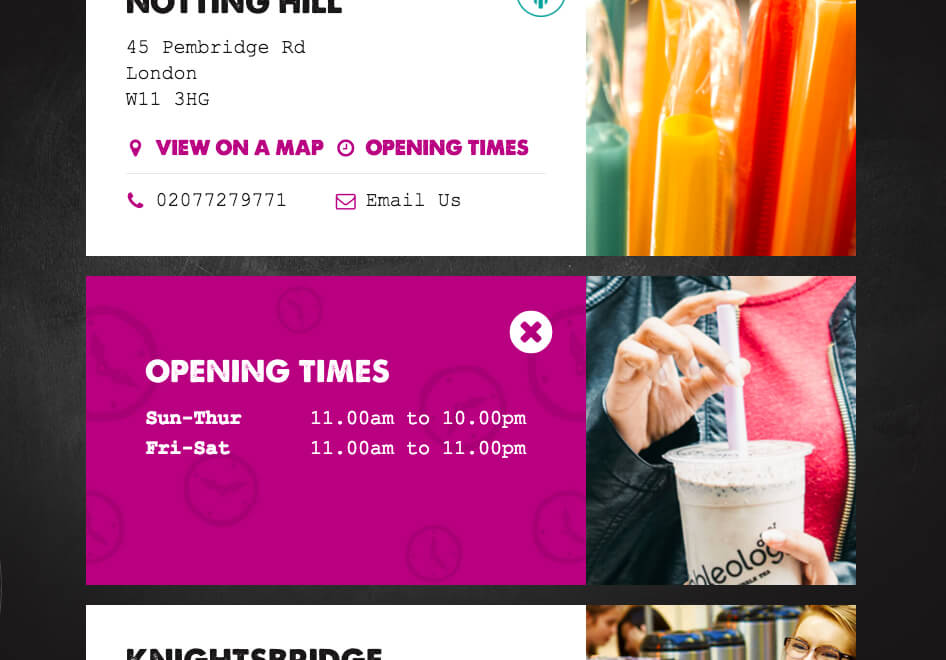 NOTTING HILL
45 Pembridge Rd
London
W11 3HG
VIEW ON A MAP OPENING TIMES
02077279771 Email Us
OPENING TIMES
Sun-Thur 11.00am to 10.00pm
Fri-Sat 11.00am to 11.00pm
KNIGHTSBRIDGE